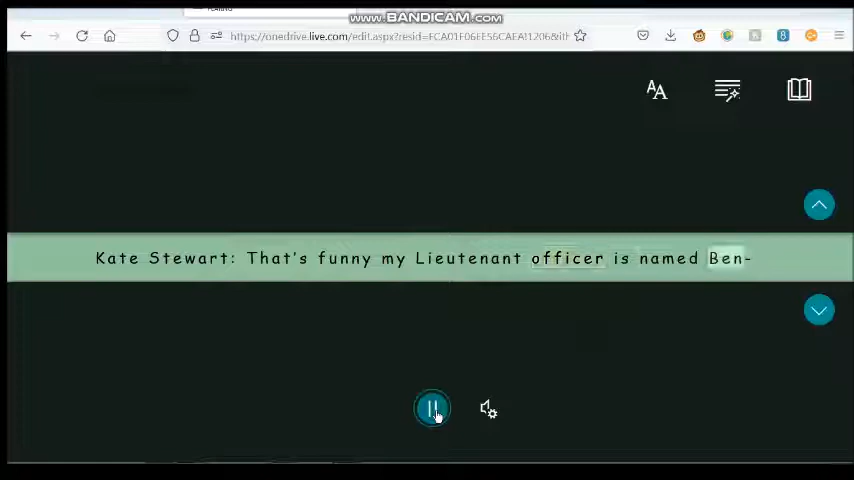 www.BANDICAM.com
https://onedrive.live.com/edit.aspx?resid=FCA01F06EE56CAEA!1206&ith
AA
Kate Stewart: That's funny my Lieutenant officer is named Ben-